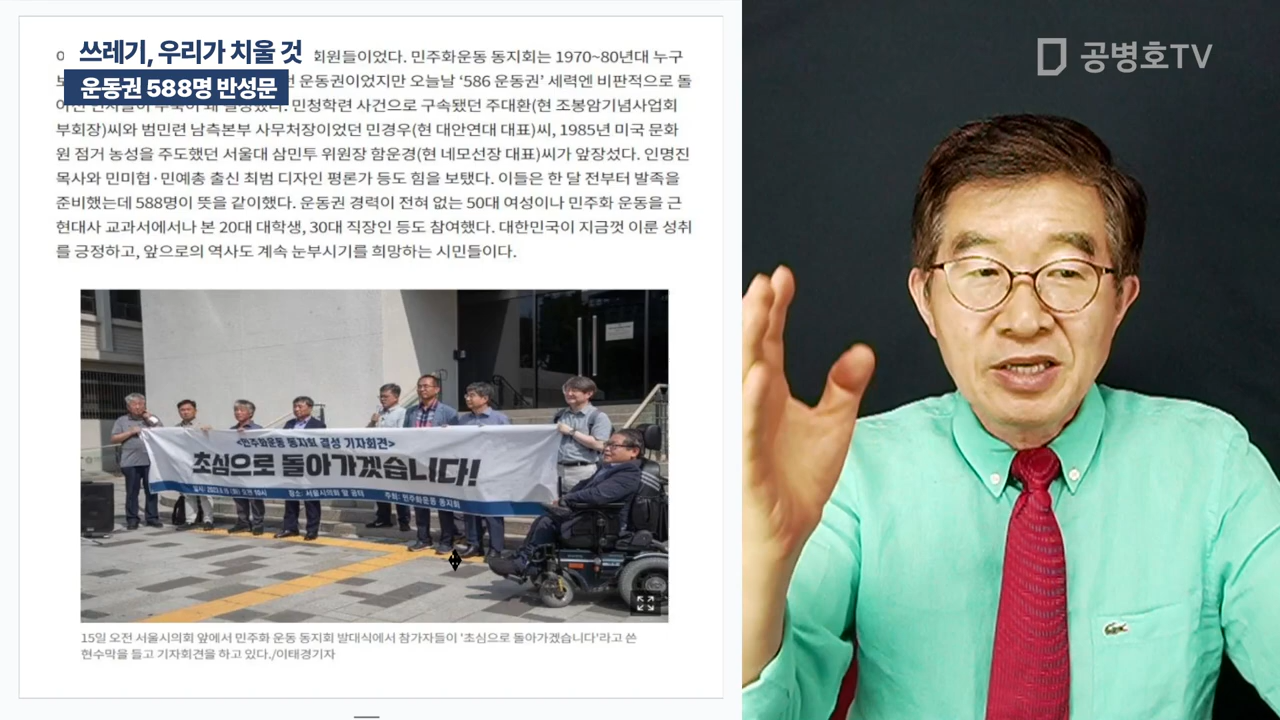 쓰레기, 우리가 치울 것
운동권 588명 반성문
공병호TV
회원들이었다. 민주화운동 동지회는 1970~80년대 누구
운동권이었지만 오늘날 ‘586 운동권’ 세력엔 비판적으로 돌
민청학련 사건으로 구속됐던 주대환(현 조봉암기념사업회
부회장)씨와 범민련 남측본부 사무처장이었던 민경우(현 대안연대 대표)씨, 1985년 미국 문화
원 점거 농성을 주도했던 서울대 삼민투 위원장 함운경(현 네모선장 대표)씨가 앞장섰다. 인명진
목사와 민미협·민예총 출신 최범 디자인 평론가 등도 힘을 보탰다. 이들은 한 달 전부터 발족을
준비했는데 588명이 뜻을 같이했다. 운동권 경력이 전혀 없는 50대 여성이나 민주화 운동을 근
현대사 교과서에서나 본 20대 대학생, 30대 직장인 등도 참여했다. 대한민국이 지금껏 이룬 성취
를 긍정하고, 앞으로의 역사도 계속 눈부시기를 희망하는 시민들이다.
<민주화운동 동지회 결성 기자회견>
초심으로 돌아가겠습니다!
장소: 서울시의회 앞 공터 주최: 민주화운동 동지회
15일 오전 서울시의회 앞에서 민주화 운동 동지회 발대식에서 참가자들이 '초심으로 돌아가겠습니다'라고 쓴
현수막을 들고 기자회견을 하고 있다./이태경기자